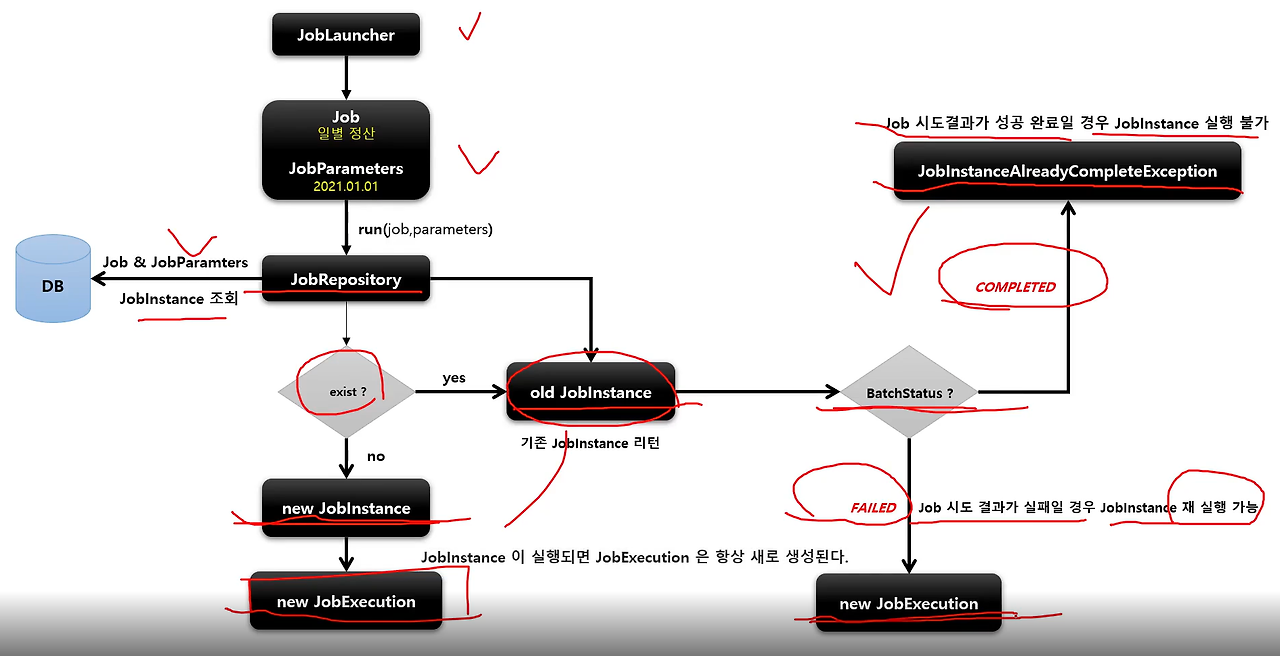 JobLauncher
Job
일별 정산
JobParameters
2021.01.01
run(job,parameters)
Job 시도결과가 성공 완료일 경우 JobInstance 실행 불가
JobInstanceAlreadyCompleteException
DB
Job & JobParamters
JobInstance 조회
JobRepository
COMPLETED
exist ?
yes
old JobInstance
기존 JobInstance 리턴
BatchStatus ?
no
new JobInstance
FAILED
Job 시도 결과가 실패일 경우 JobInstance 재 실행 가능
JobInstance 이 실행되면 JobExecution 은 항상 새로 생성된다.
new JobExecution
new JobExecution